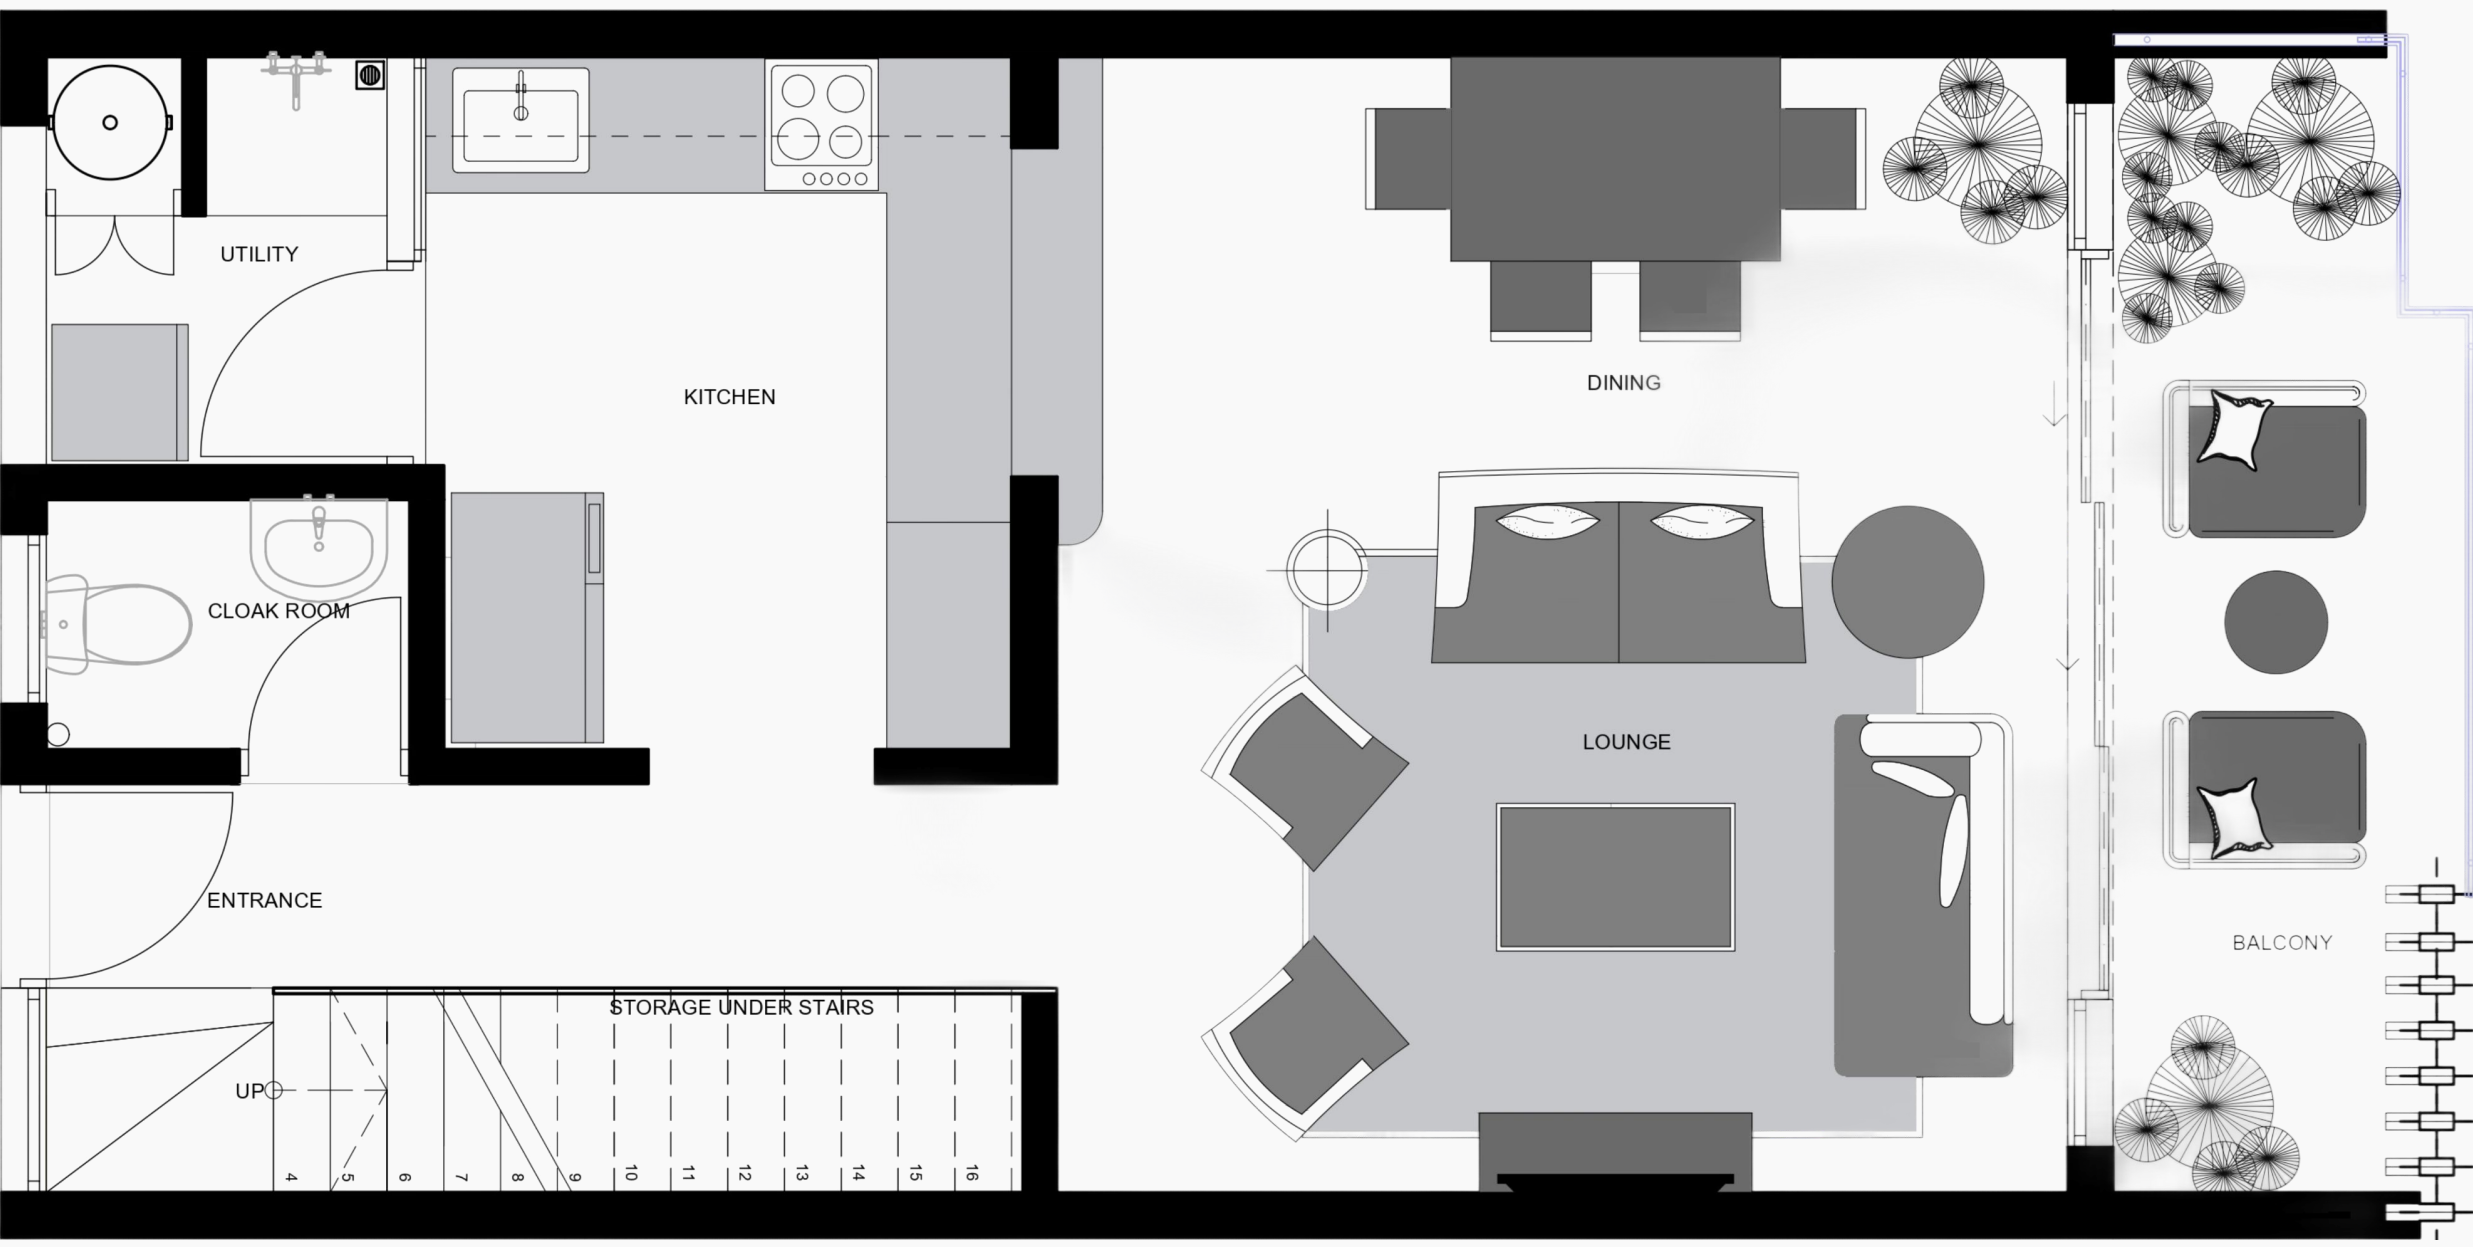 UTILITY
KITCHEN
DINING
CLOAK ROOM
LOUNGE
ENTRANCE
BALCONY
STORAGE UNDER STAIRS
UP
4
5
6
7
8
9
10
11
12
13
14
15
16